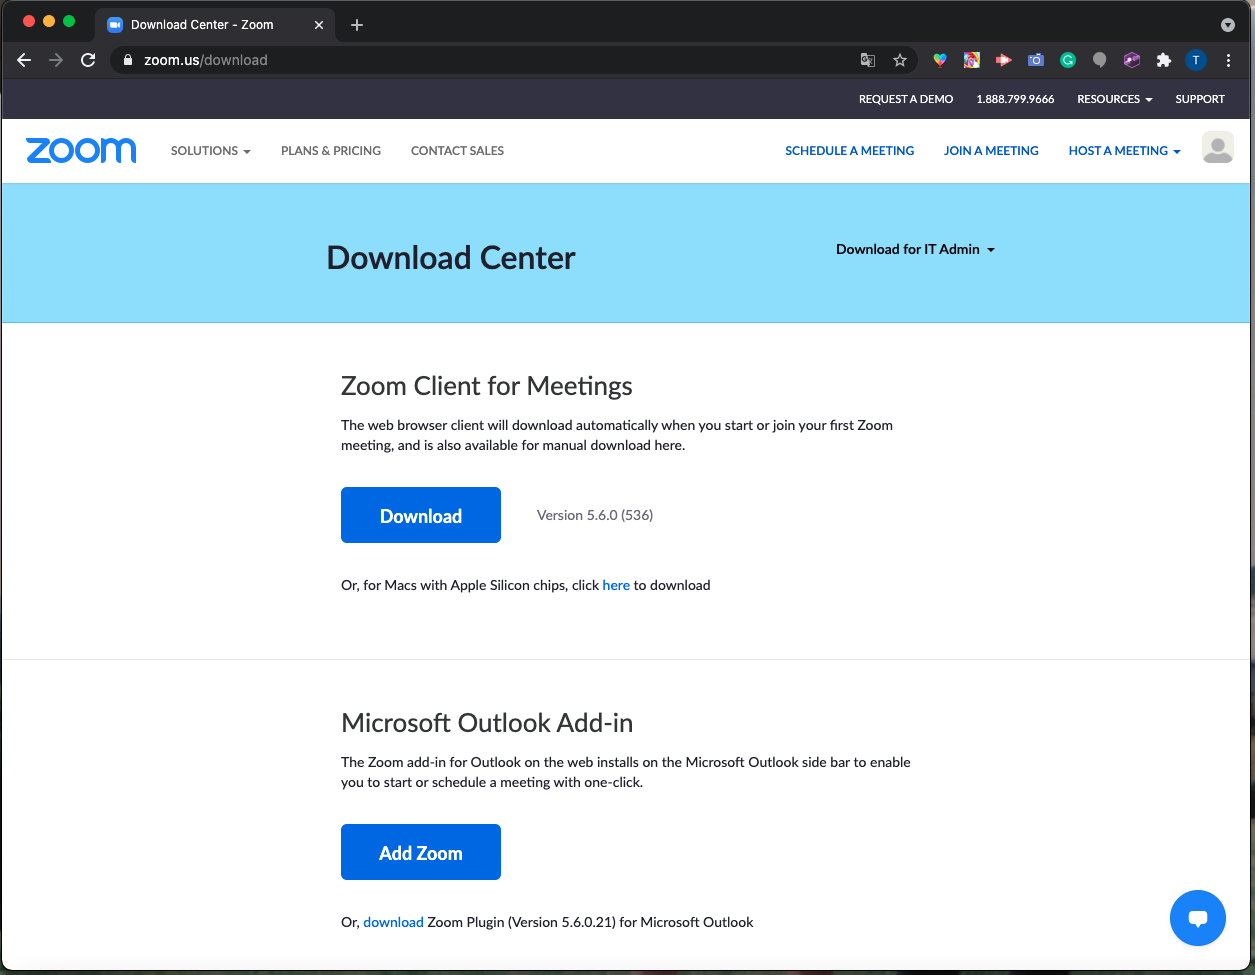 Download Center - Zoom
zoom.us/download
T
REQUEST A DEMO 1.888.799.9666 RESOURCES SUPPORT
zoom SOLUTIONS PLANS & PRICING CONTACT SALES SCHEDULE A MEETING JOIN A MEETING HOST A MEETING
Download Center
Download for IT Admin
Zoom Client for Meetings
The web browser client will download automatically when you start or join your first Zoom
meeting, and is also available for manual download here.
Download Version 5.6.0 (536)
Or, for Macs with Apple Silicon chips, click here to download
Microsoft Outlook Add-in
The Zoom add-in for Outlook on the web installs on the Microsoft Outlook side bar to enable
you to start or schedule a meeting with one-click.
Add Zoom
Or, download Zoom Plugin (Version 5.6.0.21) for Microsoft Outlook